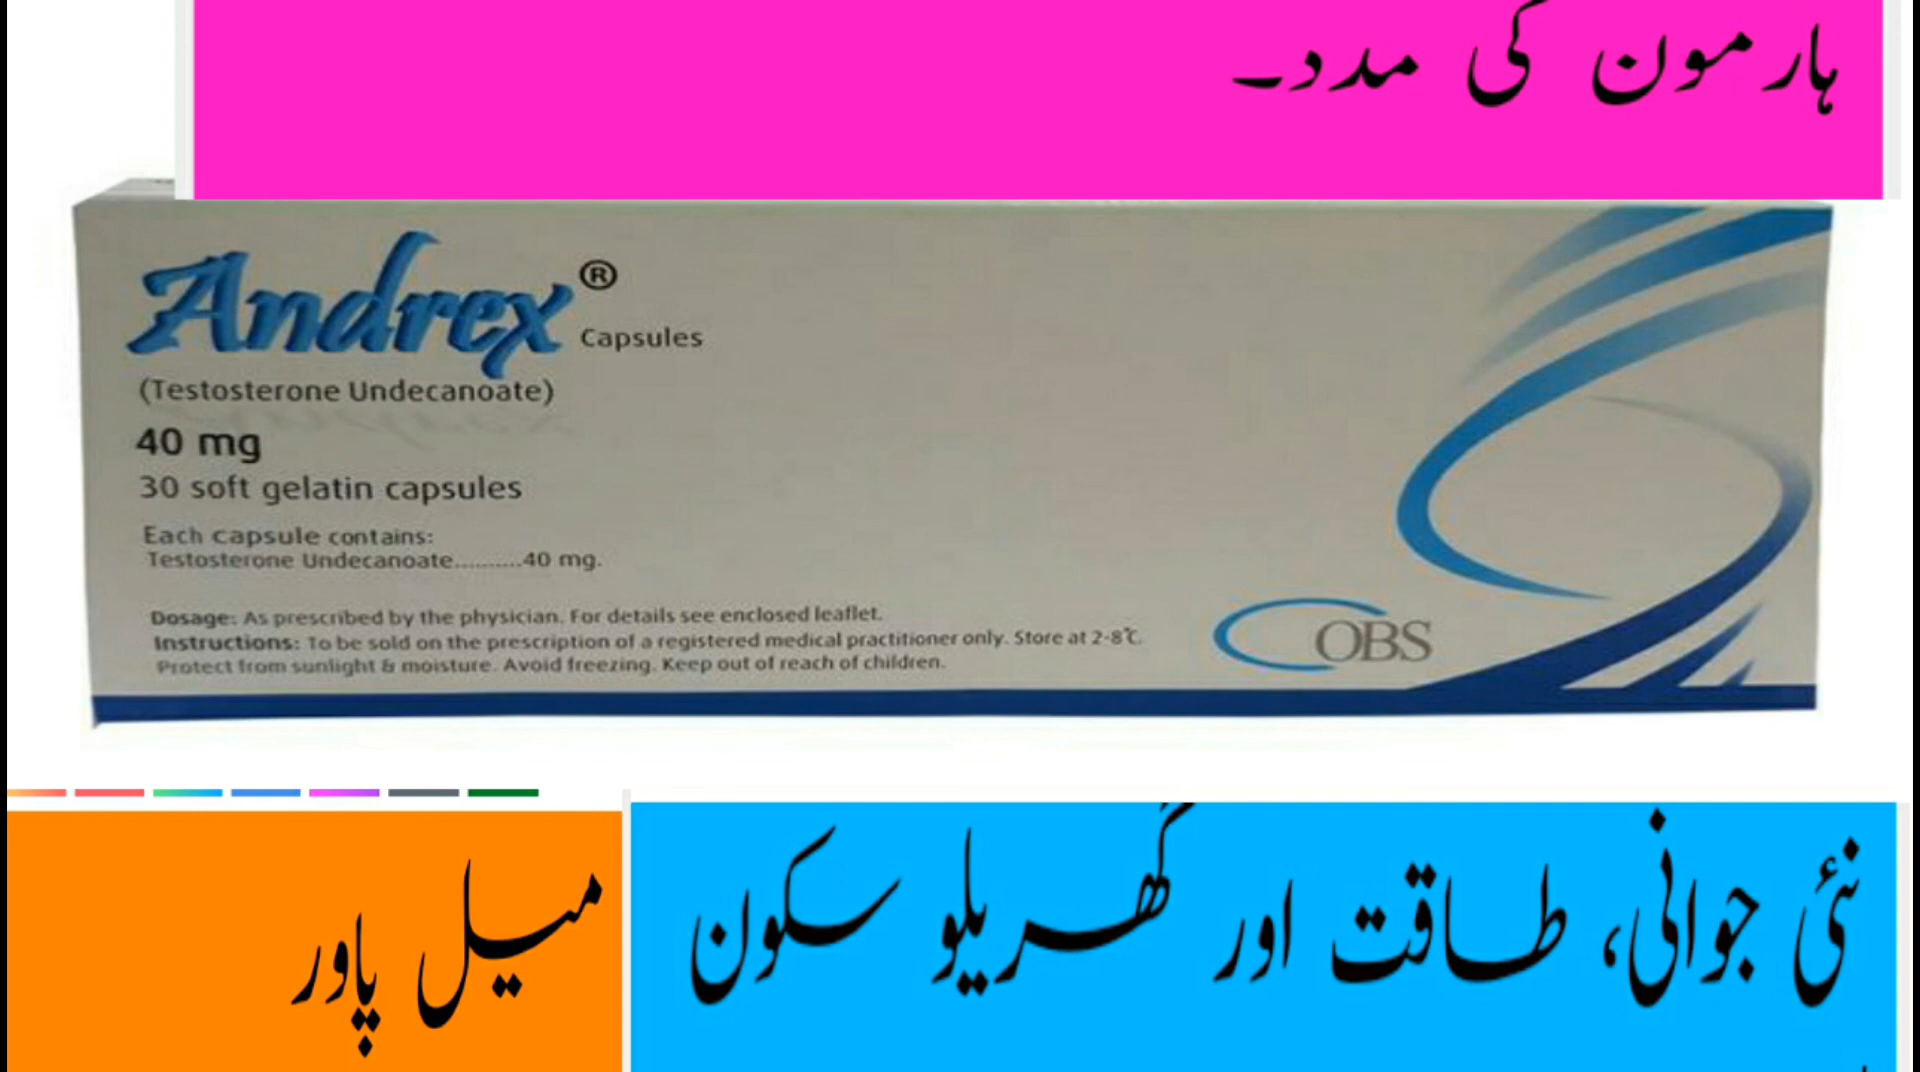 ہارمون کی مدد۔
Andrex®
Capsules
(Testosterone Undecanoate)
40 mg
30 soft gelatin capsules
Each capsule contains:
Testosterone Undecanoate..........40 mg.
Dosage: As prescribed by the physician. For details see enclosed leaflet.
Instructions: To be sold on the prescription of a registered medical practitioner only. Store at 2-8℃.
Protect from sunlight & moisture. Avoid freezing. Keep out of reach of children.
OBS
نئی جوانی، طاقت اور گھریلو سکون
میل پاور